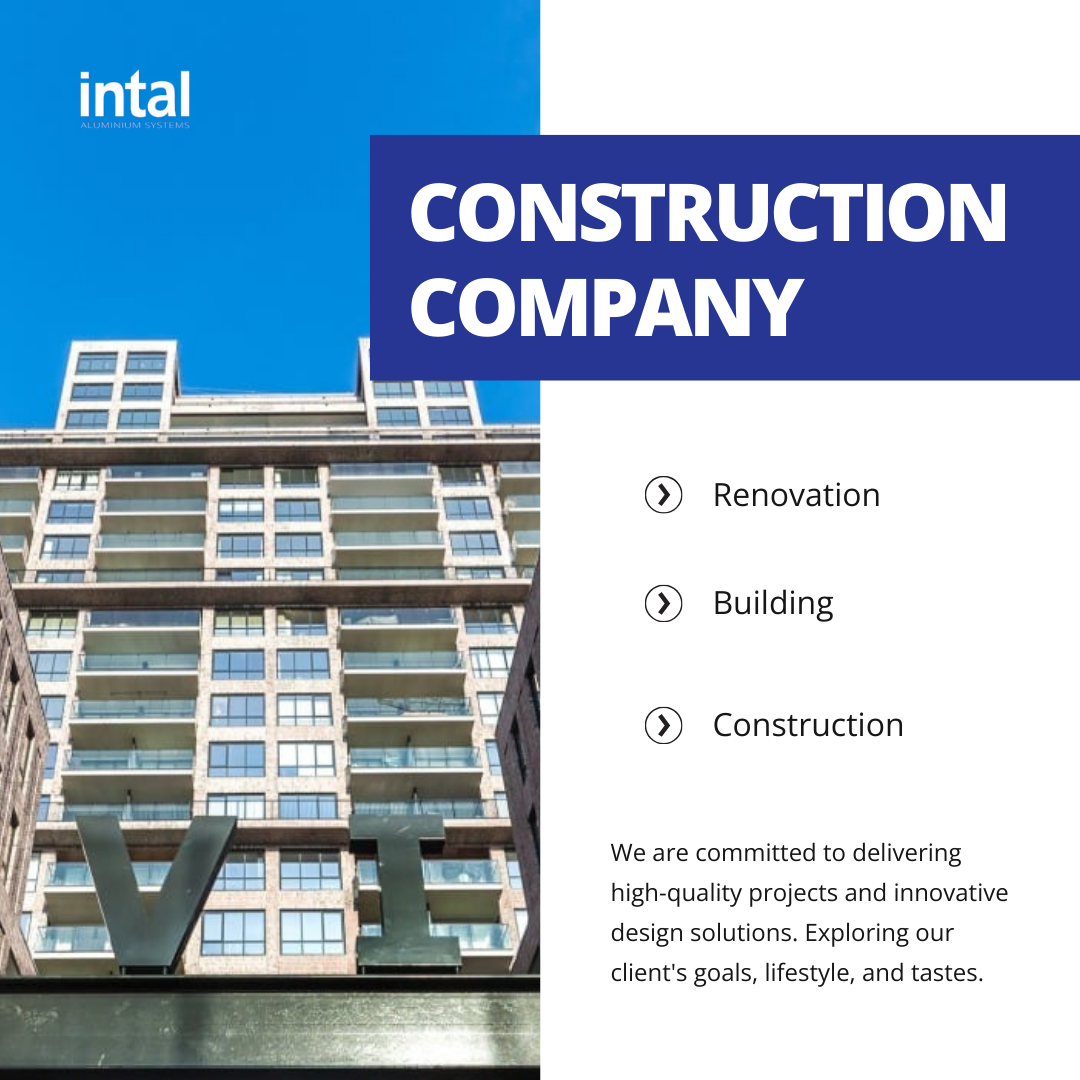 intal
ALUMINIUM SYSTEMS
CONSTRUCTION
COMPANY
Renovation
Building
Construction
We are committed to delivering
high-quality projects and innovative
design solutions. Exploring our
client's goals, lifestyle, and tastes.
VI